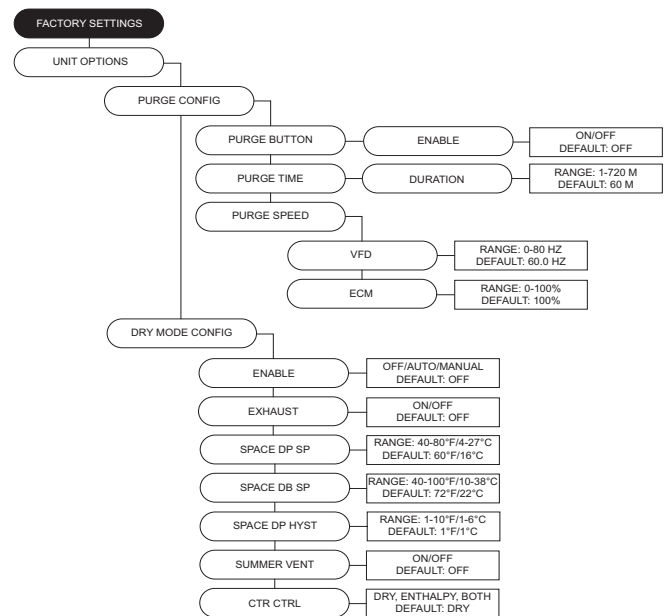 FACTORY SETTINGS
UNIT OPTIONS
PURGE CONFIG
PURGE BUTTON
ENABLE
ON/OFF
DEFAULT: OFF
PURGE TIME
DURATION
RANGE: 1-720 M
DEFAULT: 60 M
PURGE SPEED
VFD
RANGE: 0-80 HZ
DEFAULT: 60.0 HZ
ECM
RANGE: 0-100%
DEFAULT: 100%
DRY MODE CONFIG
ENABLE
OFF/AUTO/MANUAL
DEFAULT: OFF
EXHAUST
ON/OFF
DEFAULT: OFF
SPACE DP SP
RANGE: 40-80°F/4-27°C
DEFAULT: 60°F/16°C
SPACE DB SP
RANGE: 40-100°F/10-38°C
DEFAULT: 72°F/22°C
SPACE DP HYST
RANGE: 1-10°F/1-6°C
DEFAULT: 1°F/1°C
SUMMER VENT
ON/OFF
DEFAULT: OFF
CTR CTRL
DRY, ENTHALPY, BOTH
DEFAULT: DRY